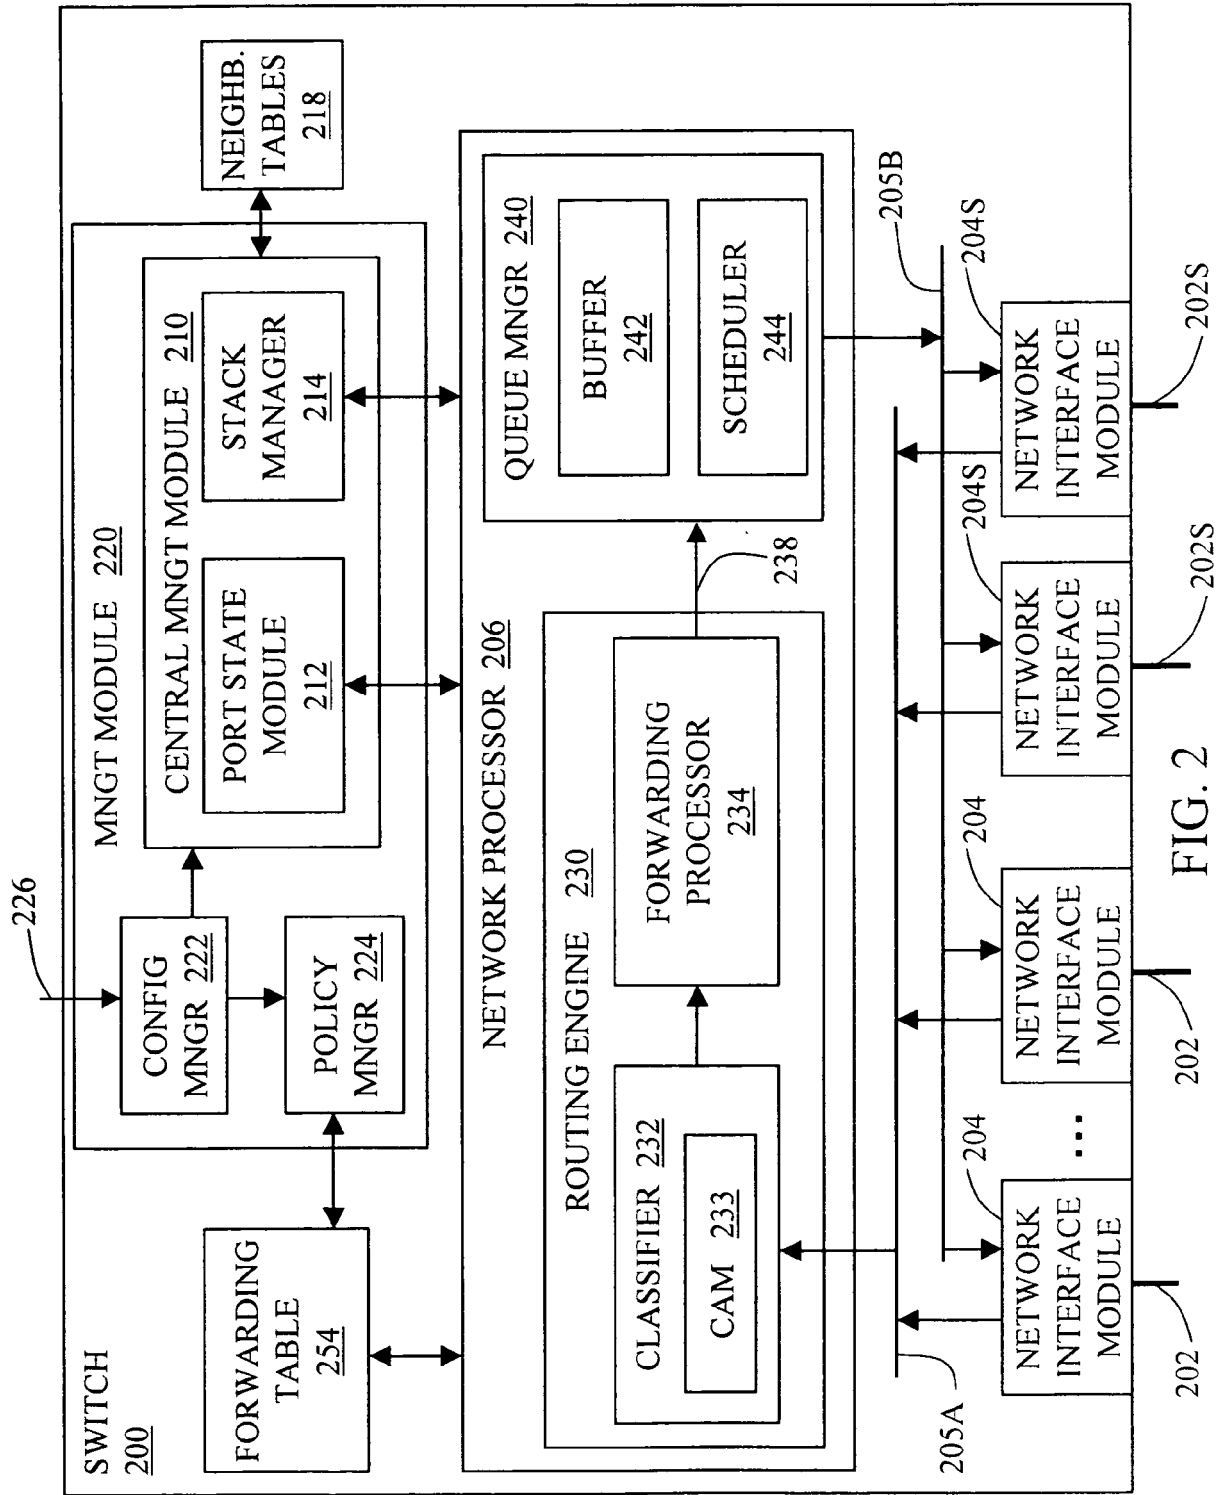 SWITCH
200
226
MNGT MODULE 220
CONFIG
MNGR 222
POLICY
MNGR 224
CENTRAL MNGT MODULE 210
PORT STATE
MODULE
212
STACK
MANAGER
214
NEIGHB.
TABLES
218
FORWARDING
TABLE
254
NETWORK PROCESSOR 206
ROUTING ENGINE 230
CLASSIFIER 232
CAM 233
FORWARDING
PROCESSOR
234
238
QUEUE MNGR 240
BUFFER
242
SCHEDULER
244
205A
205B
204
NETWORK
INTERFACE
MODULE
202
...
204
NETWORK
INTERFACE
MODULE
202
204S
NETWORK
INTERFACE
MODULE
202S
204S
NETWORK
INTERFACE
MODULE
202S
FIG. 2